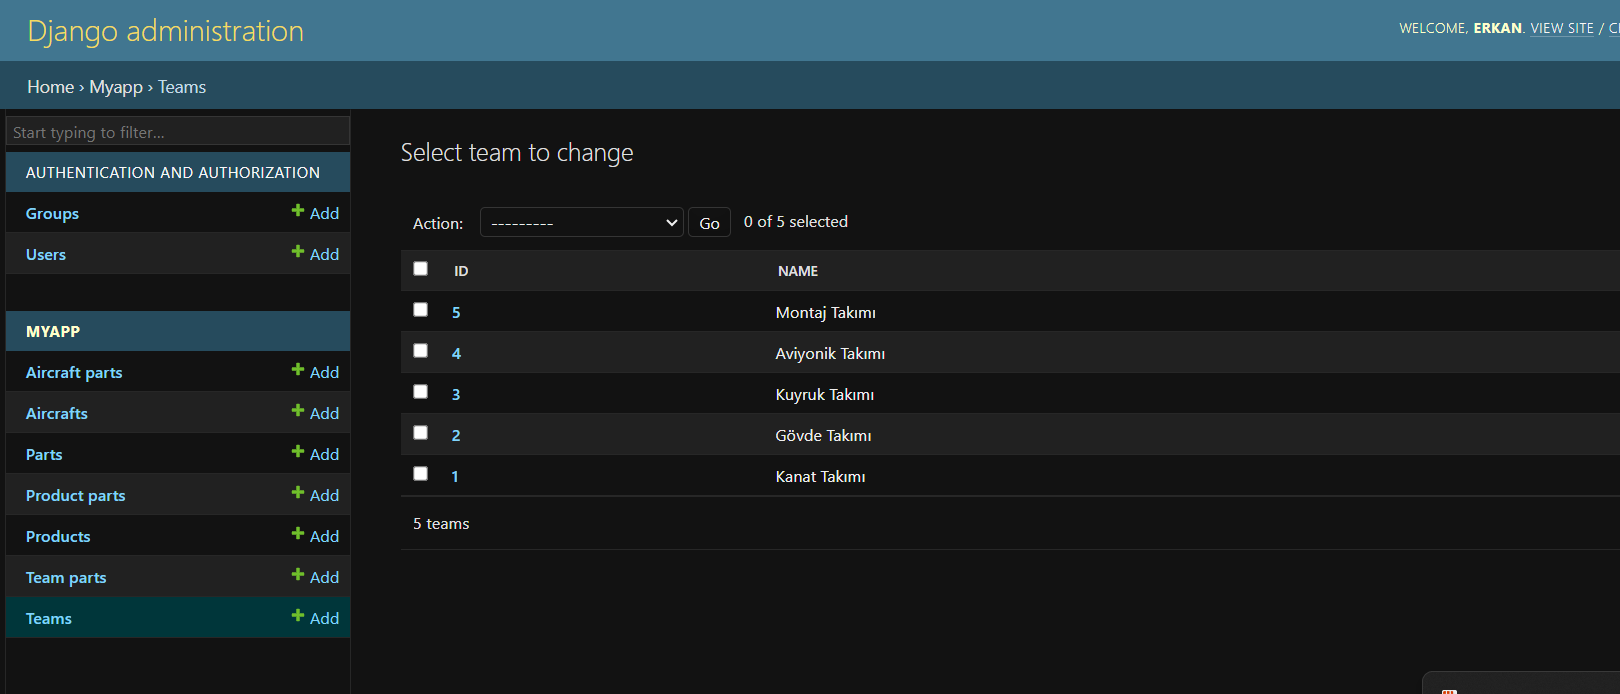 Django administration
WELCOME, ERKAN. VIEW SITE /
Home › Myapp › Teams
Start typing to filter...
AUTHENTICATION AND AUTHORIZATION
Groups + Add
Users + Add
MYAPP
Aircraft parts + Add
Aircrafts + Add
Parts + Add
Product parts + Add
Products + Add
Team parts + Add
Teams + Add
Select team to change
Action: --------- Go 0 of 5 selected
ID NAME
5 Montaj Takımı
4 Aviyonik Takımı
3 Kuyruk Takımı
2 Gövde Takımı
1 Kanat Takımı
5 teams